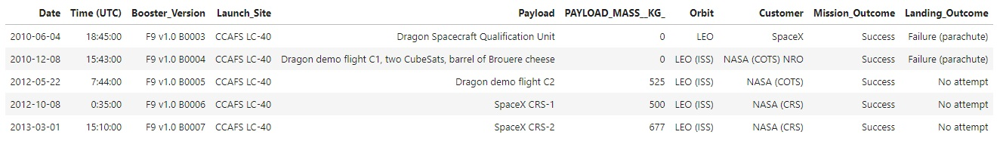 Date Time (UTC) Booster_Version Launch_Site Payload PAYLOAD_MASS__KG_ Orbit Customer Mission_Outcome Landing_Outcome
2010-06-04 18:45:00 F9 v1.0 B0003 CCAFS LC-40 Dragon Spacecraft Qualification Unit 0 LEO SpaceX Success Failure (parachute)
2010-12-08 15:43:00 F9 v1.0 B0004 CCAFS LC-40 Dragon demo flight C1, two CubeSats, barrel of Brouere cheese 0 LEO (ISS) NASA (COTS) NRO Success Failure (parachute)
2012-05-22 7:44:00 F9 v1.0 B0005 CCAFS LC-40 Dragon demo flight C2 525 LEO (ISS) NASA (COTS) Success No attempt
2012-10-08 0:35:00 F9 v1.0 B0006 CCAFS LC-40 SpaceX CRS-1 500 LEO (ISS) NASA (CRS) Success No attempt
2013-03-01 15:10:00 F9 v1.0 B0007 CCAFS LC-40 SpaceX CRS-2 677 LEO (ISS) NASA (CRS) Success No attempt